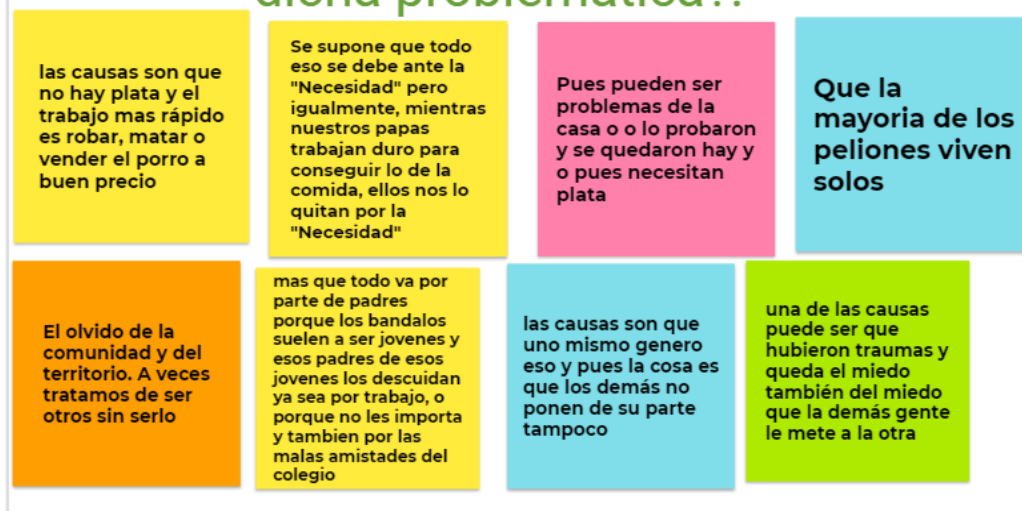 dicha problemática??
las causas son que
no hay plata y el
trabajo mas rápido
es robar, matar o
vender el porro a
buen precio
Se supone que todo
eso se debe ante la
"Necesidad" pero
igualmente, mientras
nuestros papas
trabajan duro para
conseguir lo de la
comida, ellos nos lo
quitan por la
"Necesidad"
Pues pueden ser
problemas de la
casa o o lo probaron
y se quedaron hay y
o pues necesitan
plata
Que la
mayoria de los
peliones viven
solos
El olvido de la
comunidad y del
territorio. A veces
tratamos de ser
otros sin serlo
mas que todo va por
parte de padres
porque los bandalos
suelen a ser jovenes y
esos padres de esos
jovenes los descuidan
ya sea por trabajo, o
porque no les importa
y tambien por las
malas amistades del
colegio
las causas son que
uno mismo genero
eso y pues la cosa es
que los demás no
ponen de su parte
tampoco
una de las causas
puede ser que
hubieron traumas y
queda el miedo
también del miedo
que la demás gente
le mete a la otra